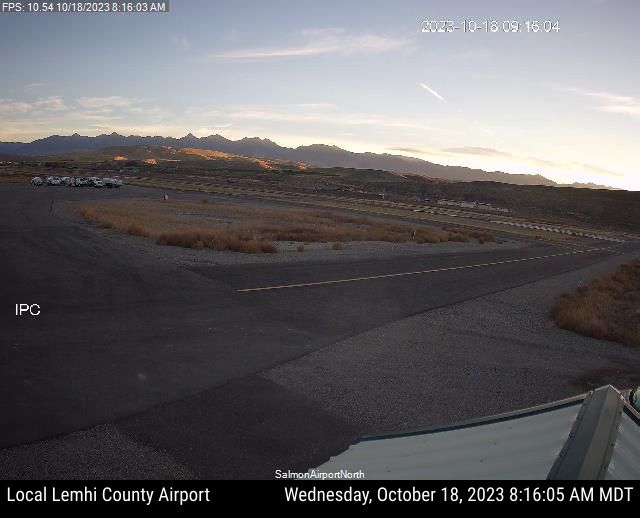 FPS: 10.54 10/18/2023 8:16:03 AM
2023-10-18 09:16:04
IPC
SalmonAirportNorth
Local Lemhi County Airport
Wednesday, October 18, 2023 8:16:05 AM MDT